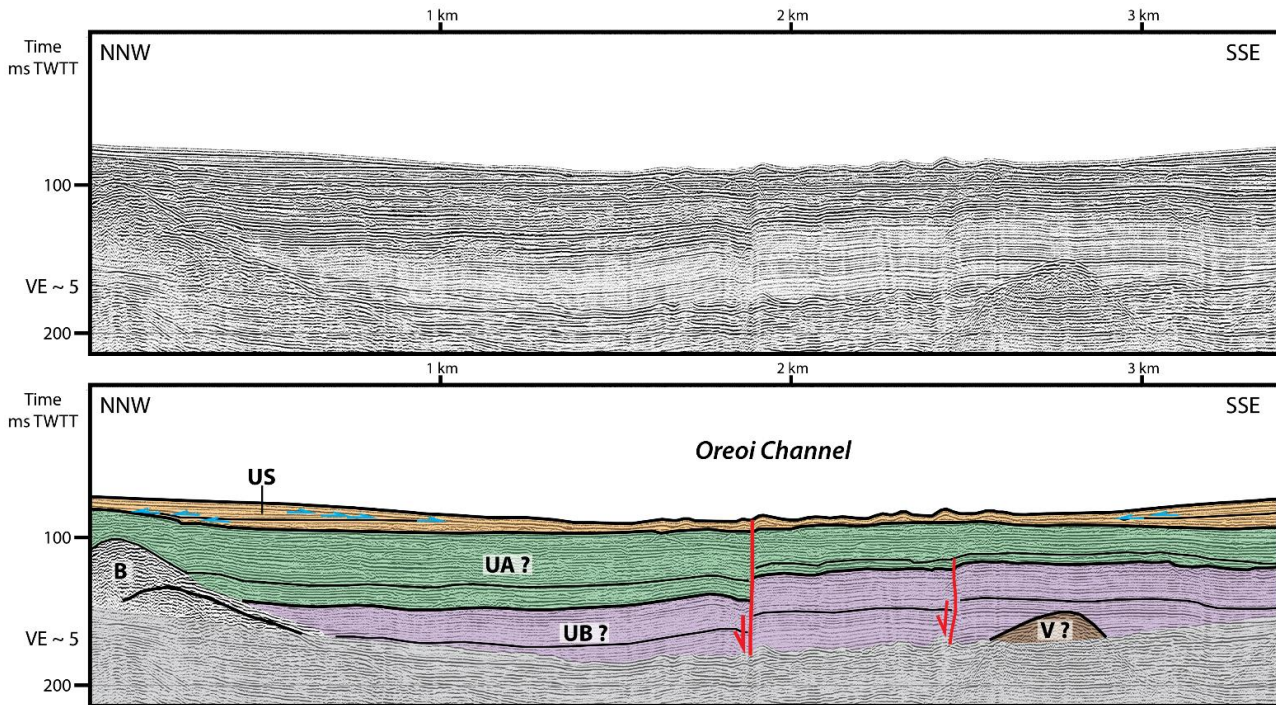 1 km 2 km 3 km
Time
ms TWTT
NNW SSE
100
VE ~ 5
200
1 km 2 km 3 km
Time
ms TWTT
NNW SSE
Oreoi Channel
US
100
UA ?
B
UB ?
V ?
VE ~ 5
200